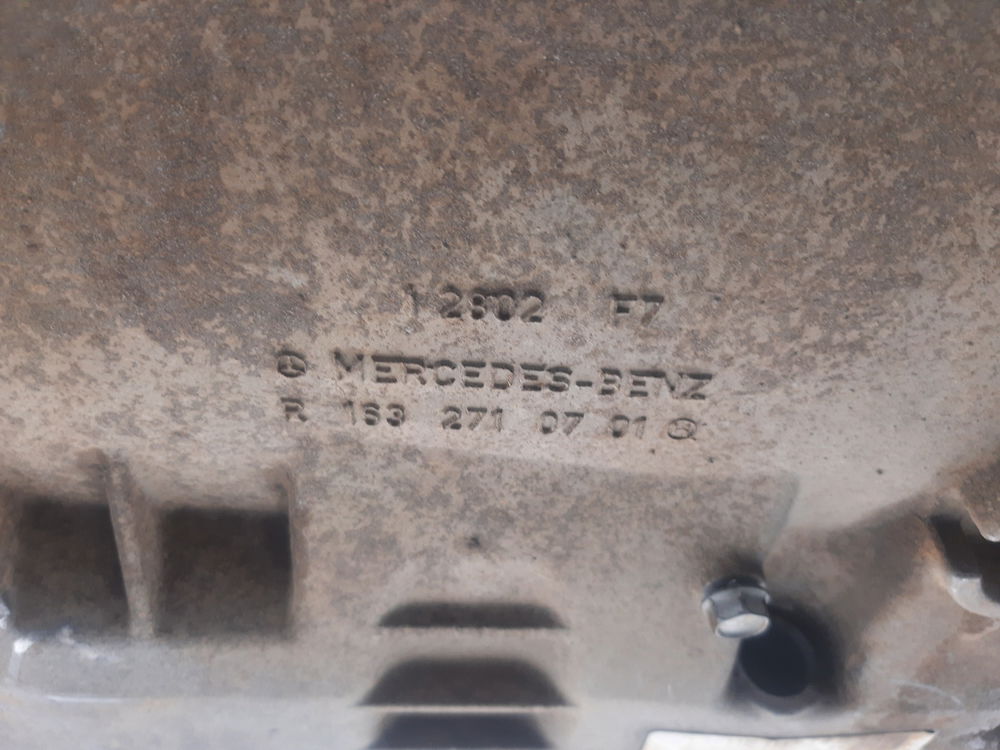 12802 F7
MERCEDES-BENZ
R 163 271 07 01